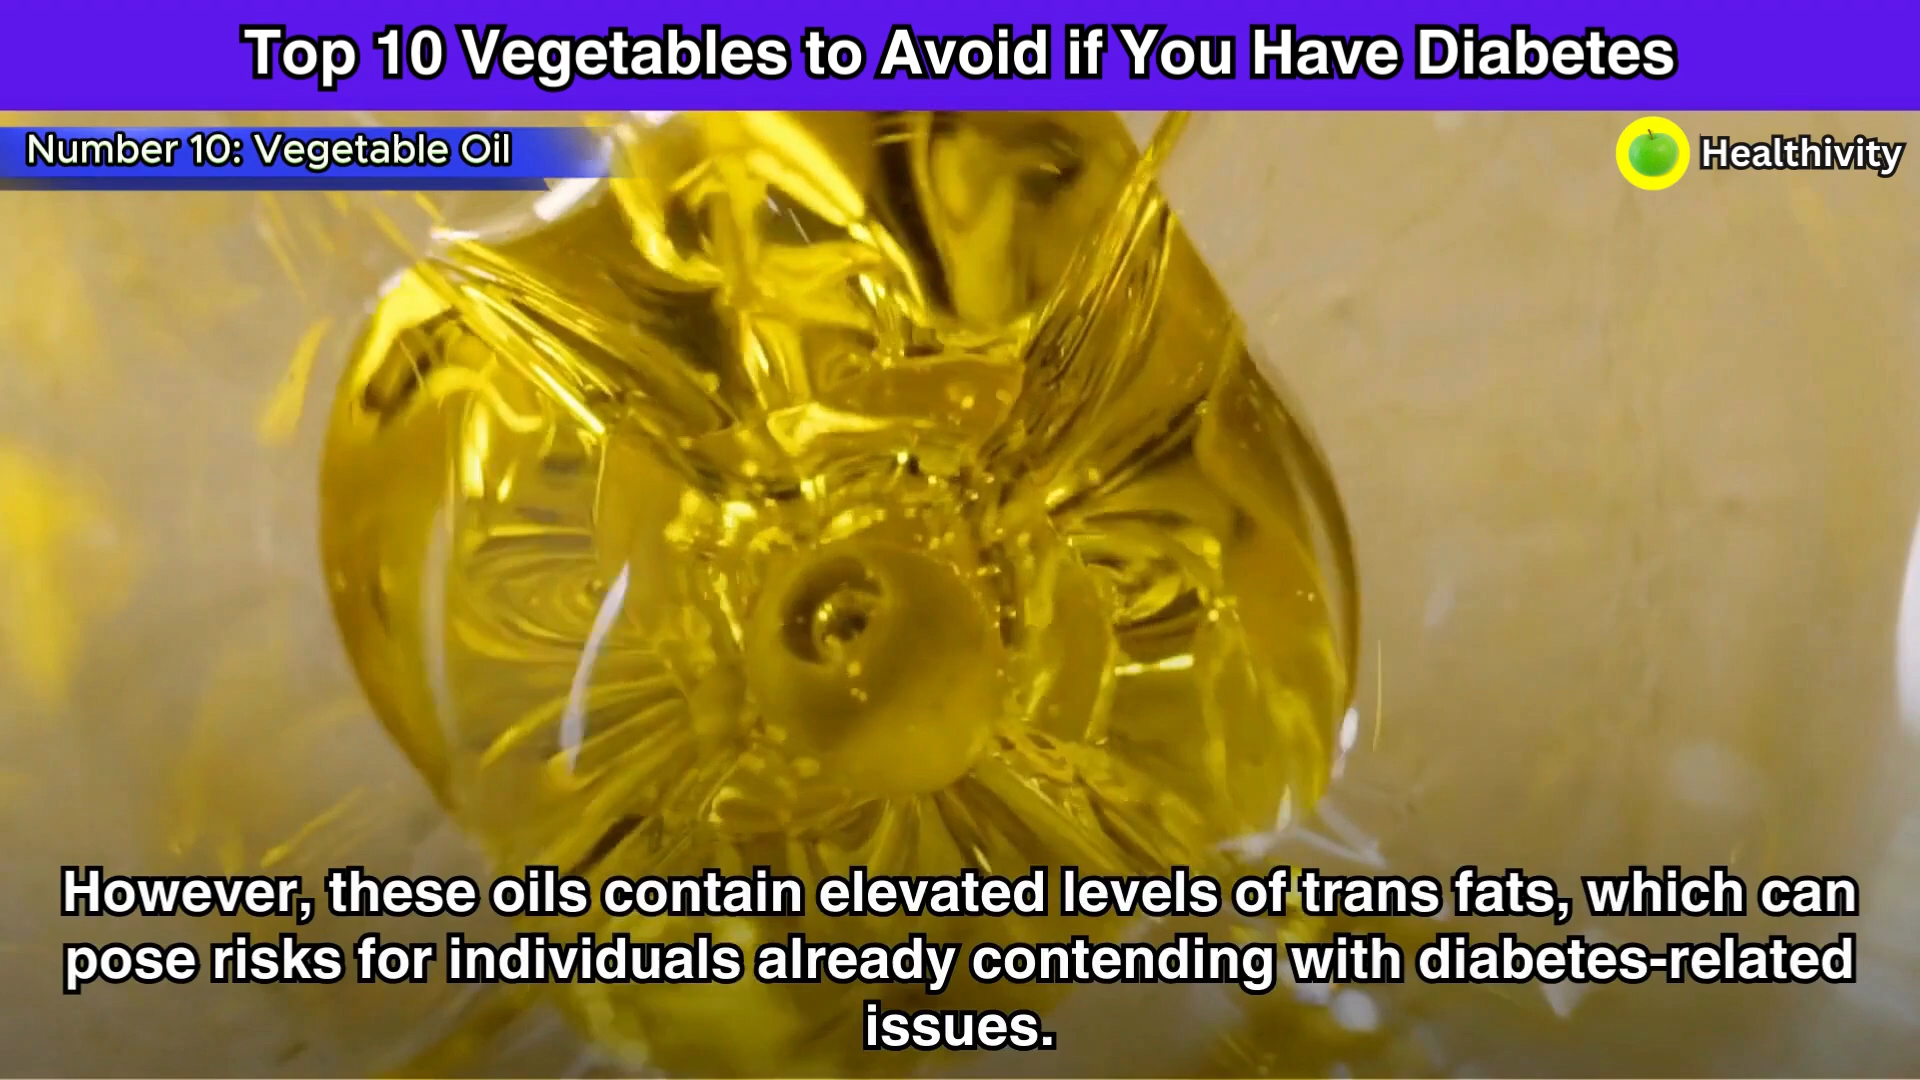 Top 10 Vegetables to Avoid if You Have Diabetes
Number 10: Vegetable Oil
Healthivity
However, these oils contain elevated levels of trans fats, which can
pose risks for individuals already contending with diabetes-related
issues.